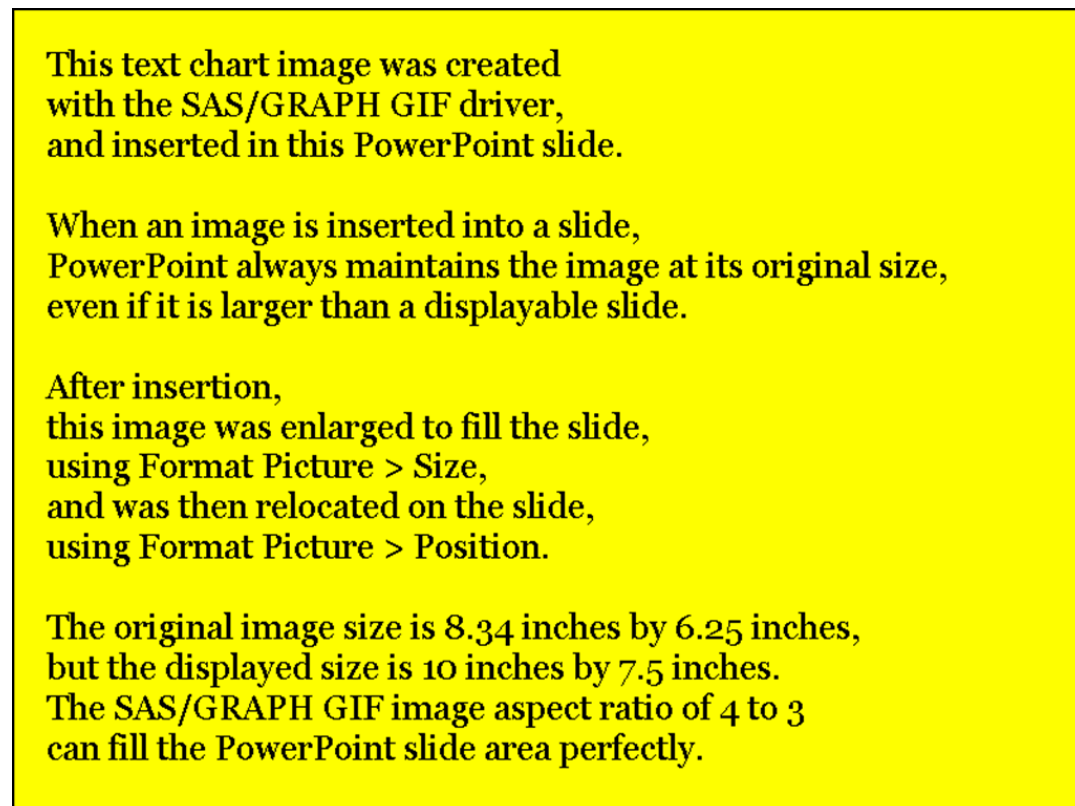 This text chart image was created
with the SAS/GRAPH GIF driver,
and inserted in this PowerPoint slide.
When an image is inserted into a slide,
PowerPoint always maintains the image at its original size,
even if it is larger than a displayable slide.
After insertion,
this image was enlarged to fill the slide,
using Format Picture > Size,
and was then relocated on the slide,
using Format Picture > Position.
The original image size is 8.34 inches by 6.25 inches,
but the displayed size is 10 inches by 7.5 inches.
The SAS/GRAPH GIF image aspect ratio of 4 to 3
can fill the PowerPoint slide area perfectly.